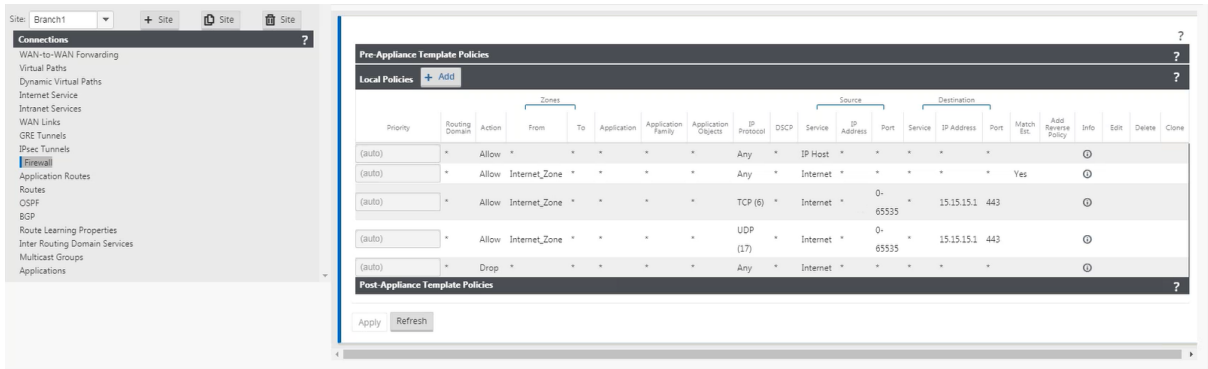 Site: Branch1 + Site Site Site
Connections ?
WAN-to-WAN Forwarding
Virtual Paths
Dynamic Virtual Paths
Internet Service
Intranet Services
WAN Links
GRE Tunnels
IPsec Tunnels
Firewall
Application Routes
Routes
OSPF
BGP
Route Learning Properties
Inter Routing Domain Services
Multicast Groups
Applications
?
Pre-Appliance Template Policies ?
Local Policies + Add ?
Zones Source Destination
Priority Routing Domain Action From To Application Application Family Application Objects IP Protocol DSCP Service IP Address Port Service IP Address Port Match Est. Add Reverse Policy Info Edit Delete Clone
(auto) * Allow * * * * * Any * IP Host * * * * *
(auto) * Allow Internet_Zone * * * * Any * Internet * * * * * Yes
(auto) * Allow Internet_Zone * * * * TCP (6) * Internet * 0-65535 * 15.15.15.1 443
(auto) * Allow Internet_Zone * * * * UDP (17) * Internet * 0-65535 * 15.15.15.1 443
(auto) * Drop * * * * * Any * Internet * * * * *
Post-Appliance Template Policies ?
Apply Refresh